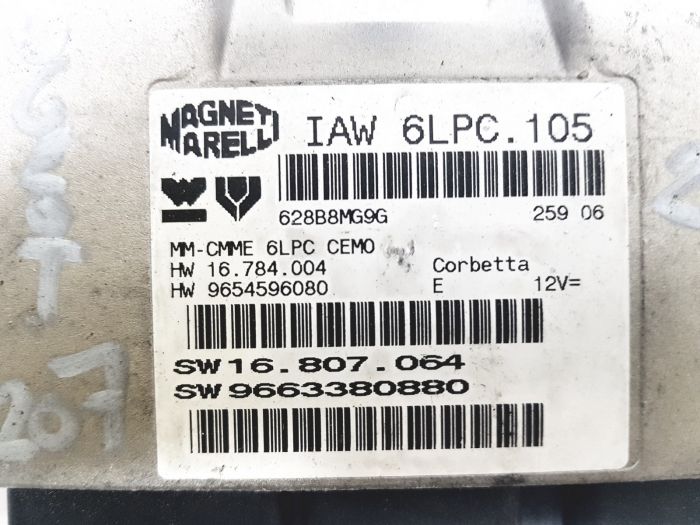 MAGNETI
MARELLI
IAW 6LPC.105
628B8MG9G 259 06
MM-CMME 6LPC CEMO
HW 16.784.004 Corbetta
HW 9654596080 E 12V=
SW 16.807.064
SW 9663380880
207